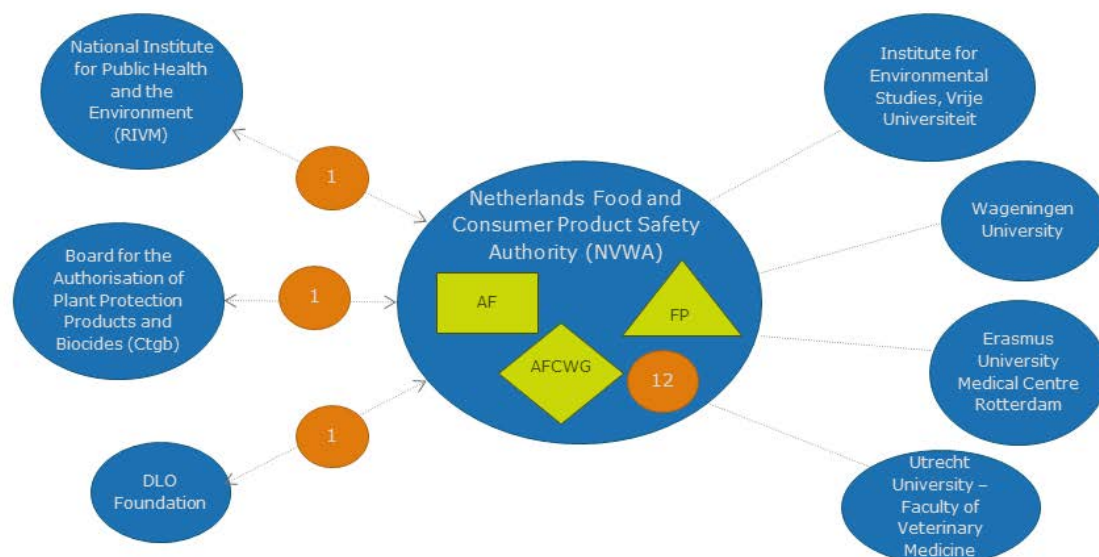 National Institute
for Public Health
and the
Environment
(RIVM)
1
Board for the
Authorisation of
Plant Protection
Products and
Biocides (Ctgb)
1
DLO
Foundation
1
Netherlands Food and
Consumer Product Safety
Authority (NVWA)
AF
FP
AFCWG
12
Institute for
Environmental
Studies, Vrije
Universiteit
Wageningen
University
Erasmus
University
Medical Centre
Rotterdam
Utrecht
University –
Faculty of
Veterinary
Medicine